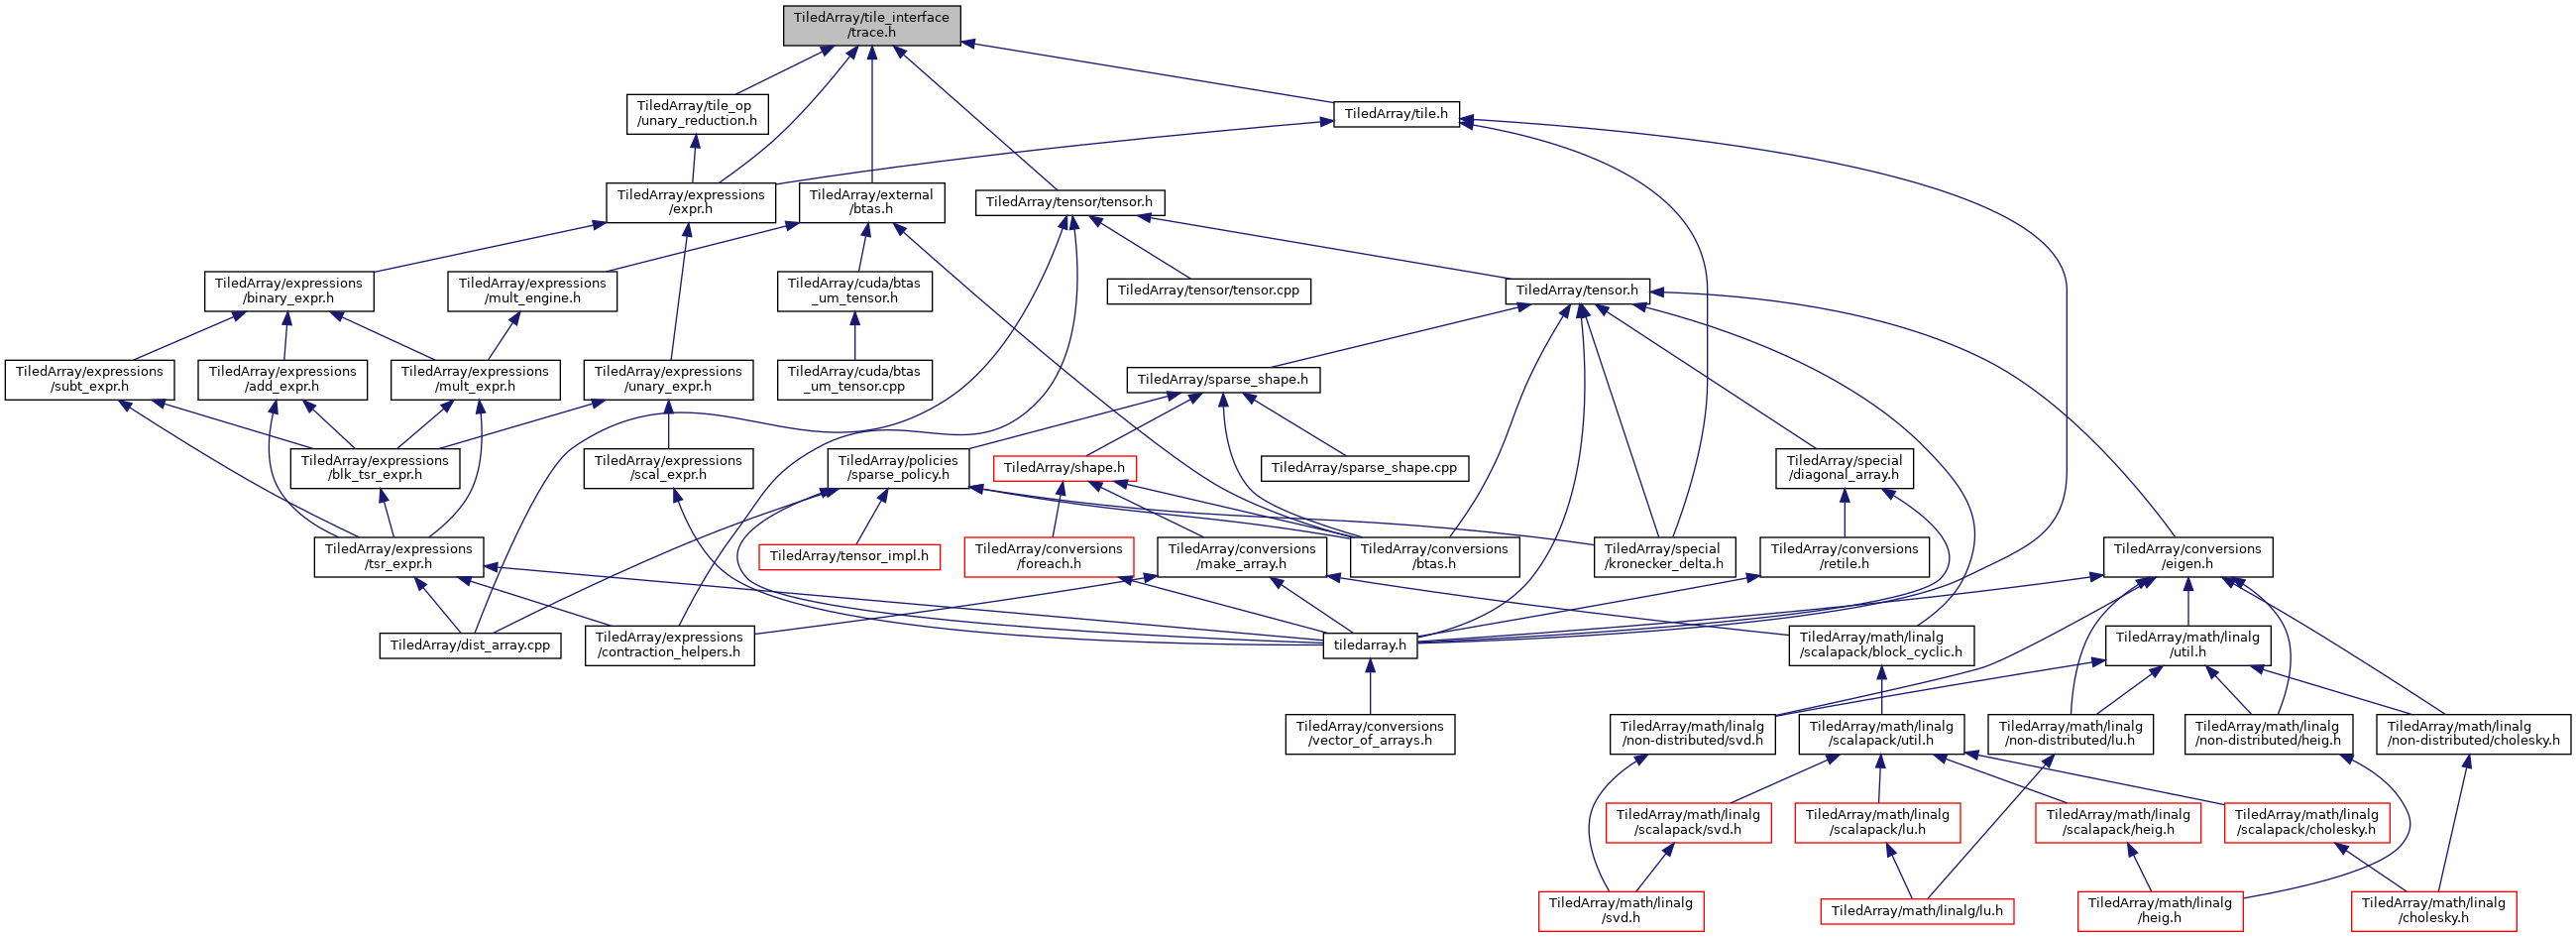 TiledArray/tile_interface
/trace.h
TiledArray/tile_op
/unary_reduction.h
TiledArray/tile.h
TiledArray/expressions
/expr.h
TiledArray/external
/btas.h
TiledArray/tensor/tensor.h
TiledArray/expressions
/binary_expr.h
TiledArray/expressions
/mult_engine.h
TiledArray/cuda/btas
_um_tensor.h
TiledArray/tensor/tensor.cpp
TiledArray/tensor.h
TiledArray/expressions
/subt_expr.h
TiledArray/expressions
/add_expr.h
TiledArray/expressions
/mult_expr.h
TiledArray/expressions
/unary_expr.h
TiledArray/cuda/btas
_um_tensor.cpp
TiledArray/sparse_shape.h
TiledArray/expressions
/blk_tsr_expr.h
TiledArray/expressions
/scal_expr.h
TiledArray/policies
/sparse_policy.h
TiledArray/shape.h
TiledArray/sparse_shape.cpp
TiledArray/special
/diagonal_array.h
TiledArray/expressions
/tsr_expr.h
TiledArray/tensor_impl.h
TiledArray/conversions
/foreach.h
TiledArray/conversions
/make_array.h
TiledArray/conversions
/btas.h
TiledArray/special
/kronecker_delta.h
TiledArray/conversions
/retile.h
TiledArray/conversions
/eigen.h
TiledArray/dist_array.cpp
TiledArray/expressions
/contraction_helpers.h
tiledarray.h
TiledArray/math/linalg
/scalapack/block_cyclic.h
TiledArray/math/linalg
/util.h
TiledArray/conversions
/vector_of_arrays.h
TiledArray/math/linalg
/non-distributed/svd.h
TiledArray/math/linalg
/scalapack/util.h
TiledArray/math/linalg
/non-distributed/lu.h
TiledArray/math/linalg
/non-distributed/heig.h
TiledArray/math/linalg
/non-distributed/cholesky.h
TiledArray/math/linalg
/scalapack/svd.h
TiledArray/math/linalg
/scalapack/lu.h
TiledArray/math/linalg
/scalapack/heig.h
TiledArray/math/linalg
/scalapack/cholesky.h
TiledArray/math/linalg
/svd.h
TiledArray/math/linalg/lu.h
TiledArray/math/linalg
/heig.h
TiledArray/math/linalg
/cholesky.h